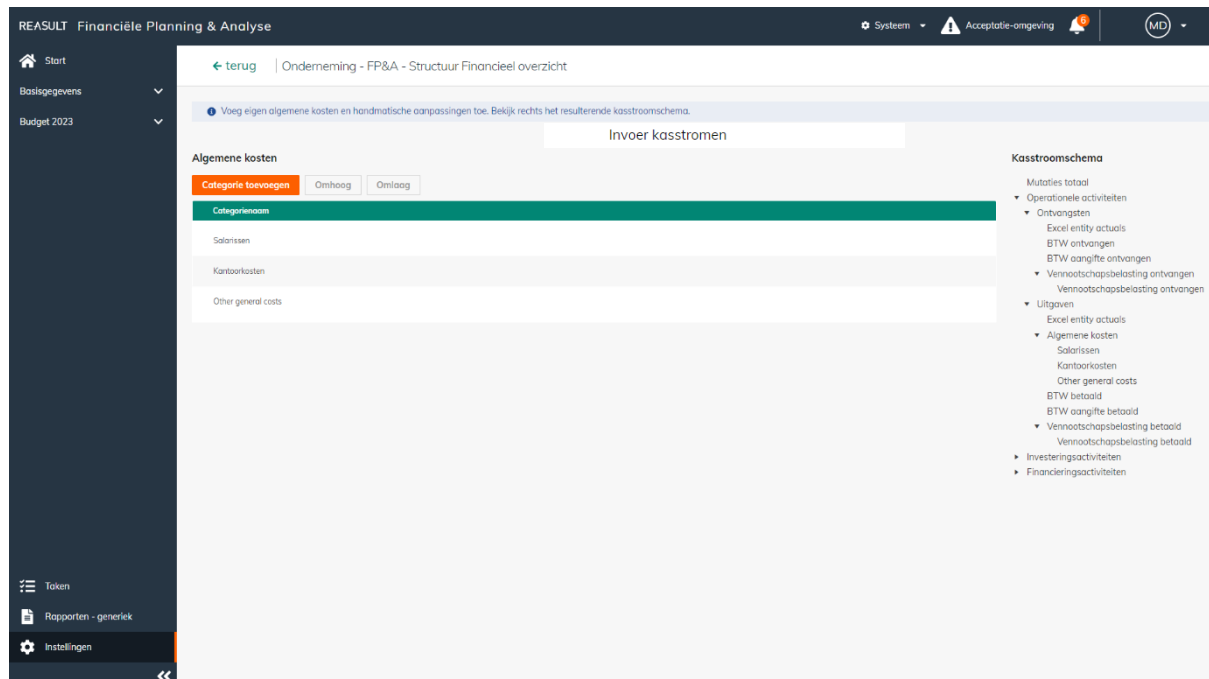 REASULT Financiële Planning & Analyse
Systeem
Acceptatie-omgeving
6
MD
Start
Basisgegevens
Budget 2023
Taken
Rapporten - generiek
Instellingen
terug
Onderneming - FP&A - Structuur Financieel overzicht
Voeg eigen algemene kosten en handmatische aanpassingen toe. Bekijk rechts het resulterende kasstroomschema.
Invoer kasstromen
Algemene kosten
Categorie toevoegen Omhoog Omlaag
Categorienaam
Salarissen
Kantoorkosten
Other general costs
Kasstroomschema
Mutaties totaal
Operationele activiteiten
Ontvangsten
Excel entity actuals
BTW ontvangen
BTW aangifte ontvangen
Vennootschapsbelasting ontvangen
Vennootschapsbelasting ontvangen
Uitgaven
Excel entity actuals
Algemene kosten
Salarissen
Kantoorkosten
Other general costs
BTW betaald
BTW aangifte betaald
Vennootschapsbelasting betaald
Vennootschapsbelasting betaald
Investeringsactiviteiten
Financieringsactiviteiten